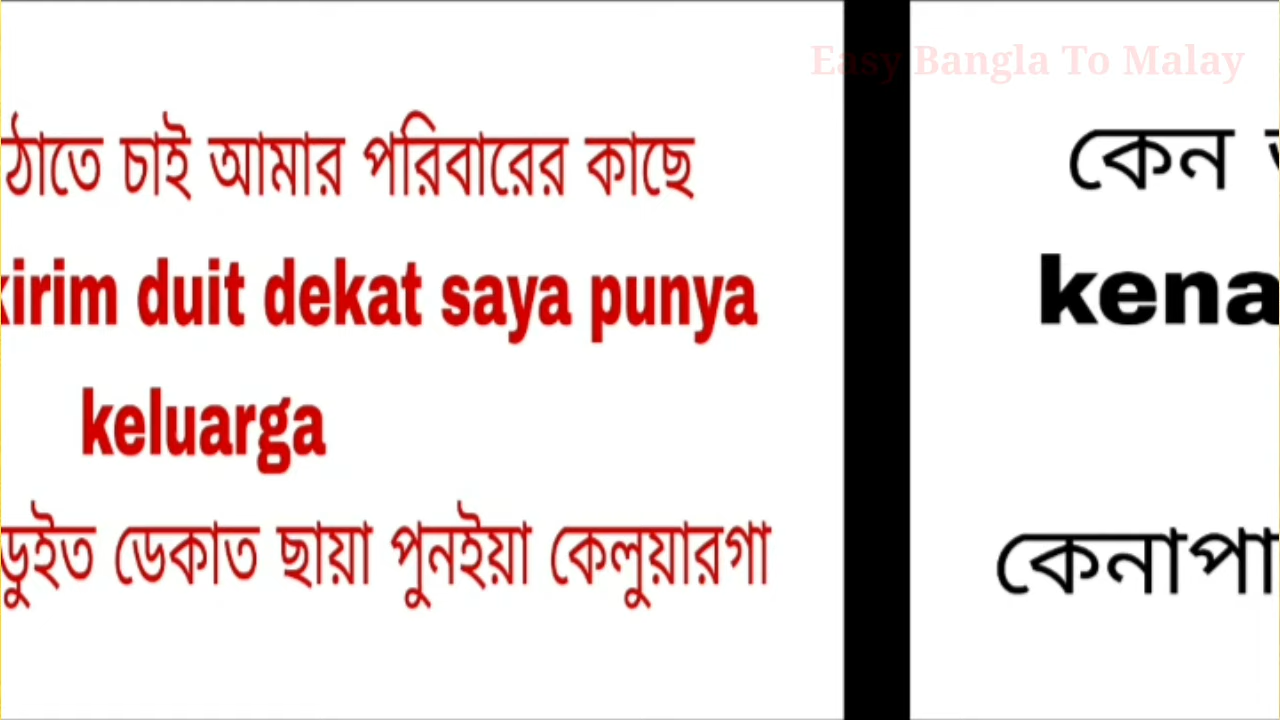 Easy Bangla To Malay
ঠাতে চাই আমার পরিবারের কাছে
kirim duit dekat saya punya
keluarga
ডুইত ডেকাত ছায়া পুনইয়া কেলুয়ারগা
কেন
kena
কেনাপা